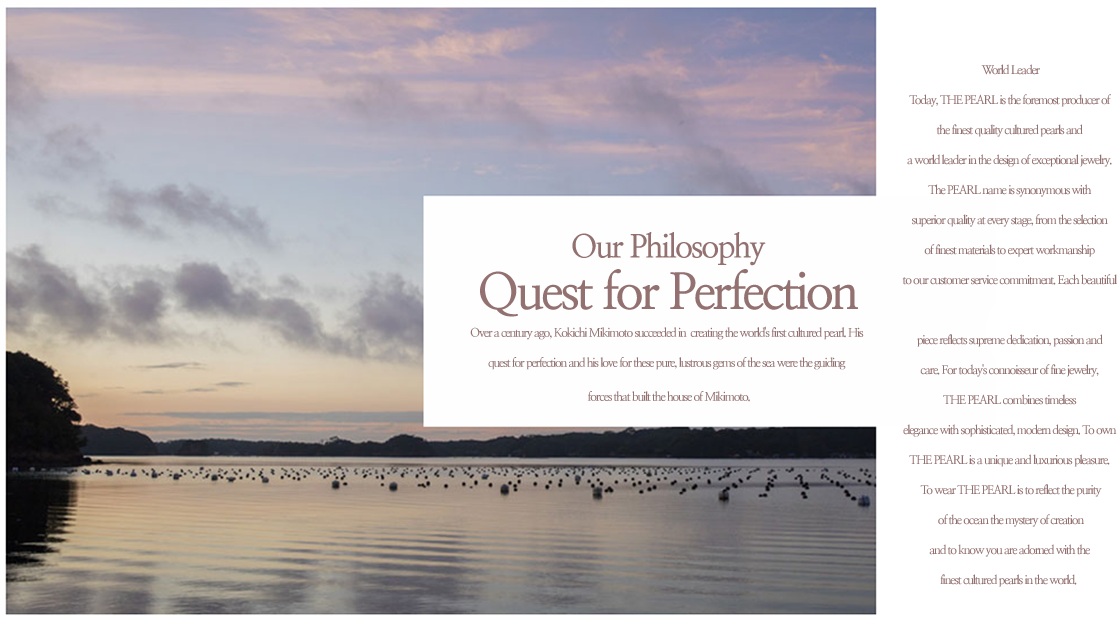 Our Philosophy
Quest for Perfection
Over a century ago, Kokichi Mikimoto succeeded in creating the world's first cultured pearl. His
quest for perfection and his love for these pure, lustrous gems of the sea were the guiding
forces that built the house of Mikimoto.
World Leader
Today, THE PEARL is the foremost producer of
the finest quality cultured pearls and
a world leader in the design of exceptional jewelry.
The PEARL name is synonymous with
superior quality at every stage, from the selection
of finest materials to expert workmanship
to our customer service commitment. Each beautiful
piece reflects supreme dedication, passion and
care. For today's connoisseur of fine jewelry,
THE PEARL combines timeless
elegance with sophisticated, modern design. To own
THE PEARL is a unique and luxurious pleasure.
To wear THE PEARL is to reflect the purity
of the ocean the mystery of creation
and to know you are adorned with the
finest cultured pearls in the world.